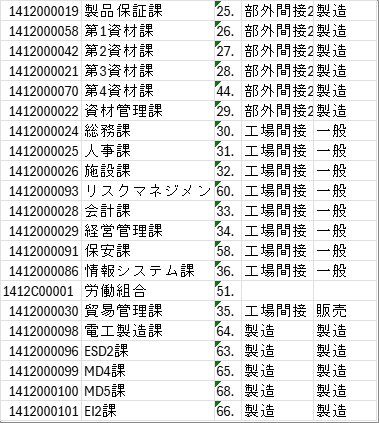 1412000019 製品保証課 25. 部外間接2 製造
1412000058 第1資材課 26. 部外間接2 製造
1412000042 第2資材課 27. 部外間接2 製造
1412000021 第3資材課 28. 部外間接2 製造
1412000070 第4資材課 44. 部外間接2 製造
1412000022 資材管理課 29. 部外間接2 製造
1412000024 総務課 30. 工場間接 一般
1412000025 人事課 31. 工場間接 一般
1412000026 施設課 32. 工場間接 一般
1412000093 リスクマネジメン 60. 工場間接 一般
1412000028 会計課 33. 工場間接 一般
1412000029 経営管理課 34. 工場間接 一般
1412000091 保安課 58. 工場間接 一般
1412000086 情報システム課 36. 工場間接 一般
1412C00001 労働組合 51.
1412000030 貿易管理課 35. 工場間接 販売
1412000098 電工製造課 64. 製造 製造
1412000096 ESD2課 63. 製造 製造
1412000099 MD4課 65. 製造 製造
1412000100 MD5課 68. 製造 製造
1412000101 EI2課 66. 製造 製造